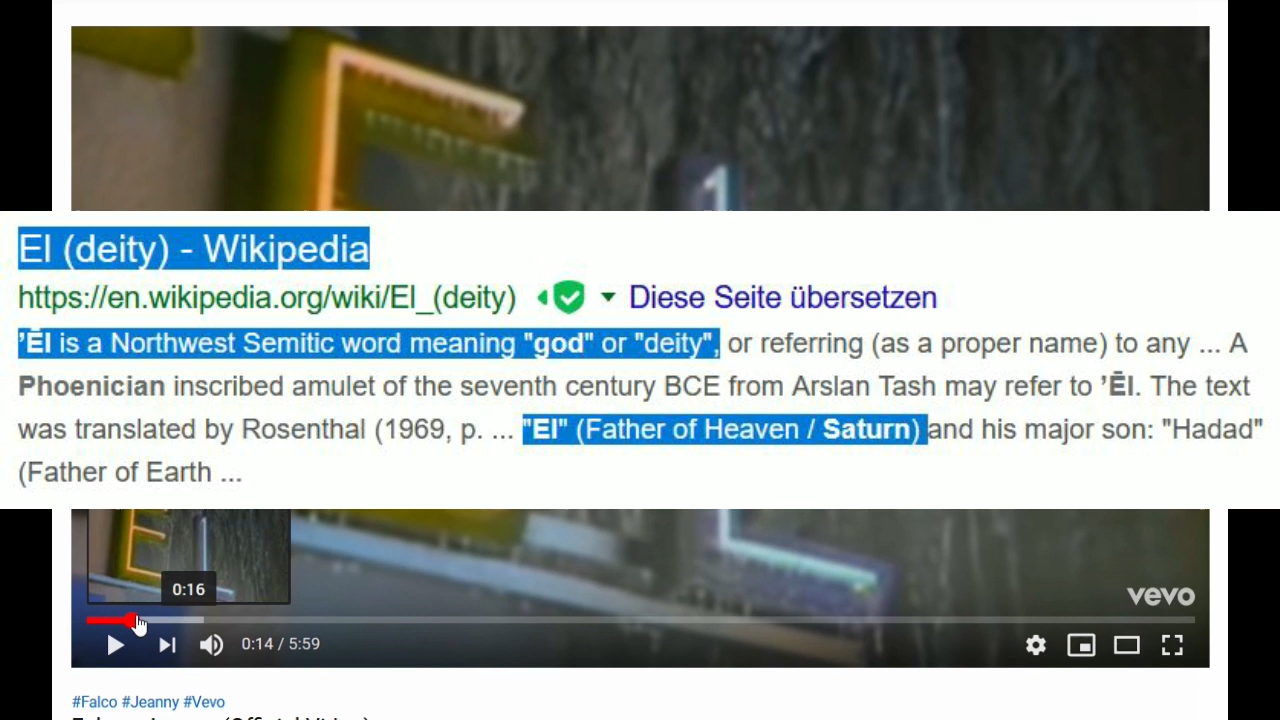 E L
El (deity) - Wikipedia
https://en.wikipedia.org/wiki/El_(deity) Diese Seite übersetzen
’Ēl is a Northwest Semitic word meaning "god" or "deity", or referring (as a proper name) to any ... A
Phoenician inscribed amulet of the seventh century BCE from Arslan Tash may refer to ’Ēl. The text
was translated by Rosenthal (1969, p. ... "El" (Father of Heaven / Saturn) and his major son: "Hadad"
(Father of Earth ...
0:16
vevo
0:14 / 5:59
#Falco #Jeanny #Vevo